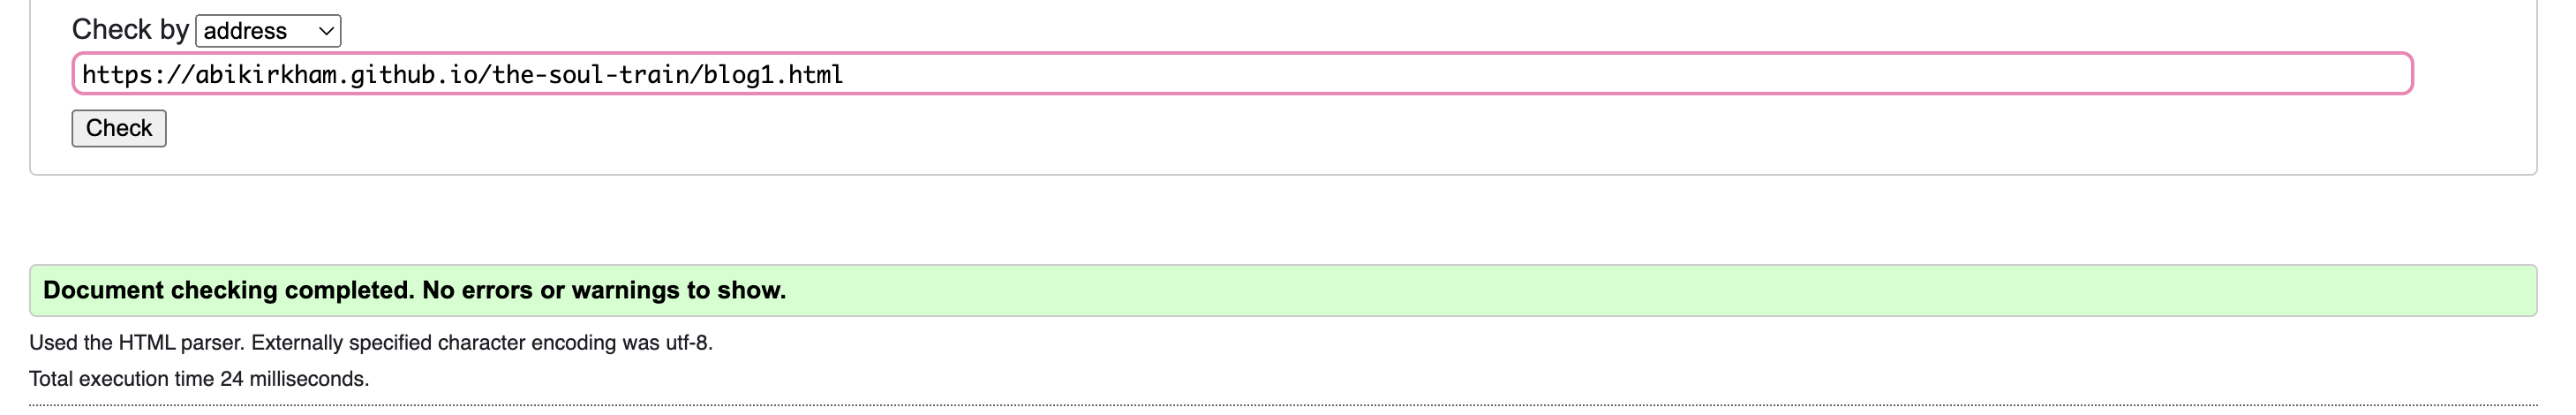 Check by address
https://abikirkham.github.io/the-soul-train/blog1.html
Check
Document checking completed. No errors or warnings to show.
Used the HTML parser. Externally specified character encoding was utf-8.
Total execution time 24 milliseconds.